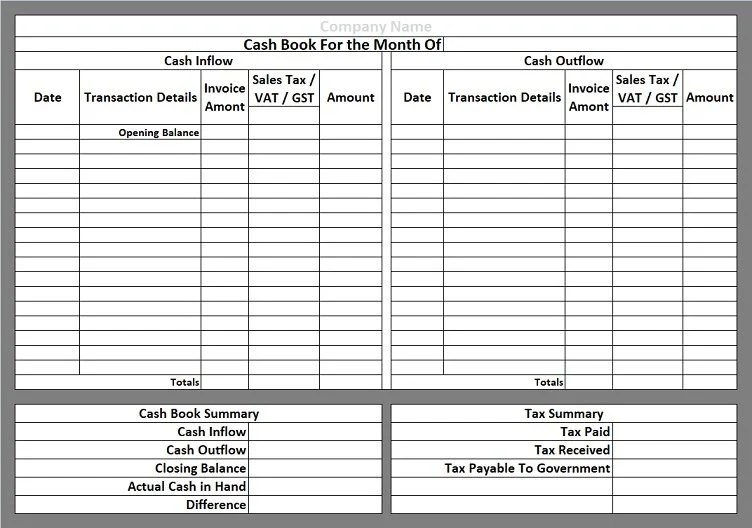 Company Name
Cash Book For the Month Of
Cash Inflow
Cash Outflow
Date Transaction Details Invoice Amont Sales Tax / VAT / GST Amount
Date Transaction Details Invoice Amont Sales Tax / VAT / GST Amount
Opening Balance
Totals
Totals
Cash Book Summary
Cash Inflow
Cash Outflow
Closing Balance
Actual Cash in Hand
Difference
Tax Summary
Tax Paid
Tax Received
Tax Payable To Government